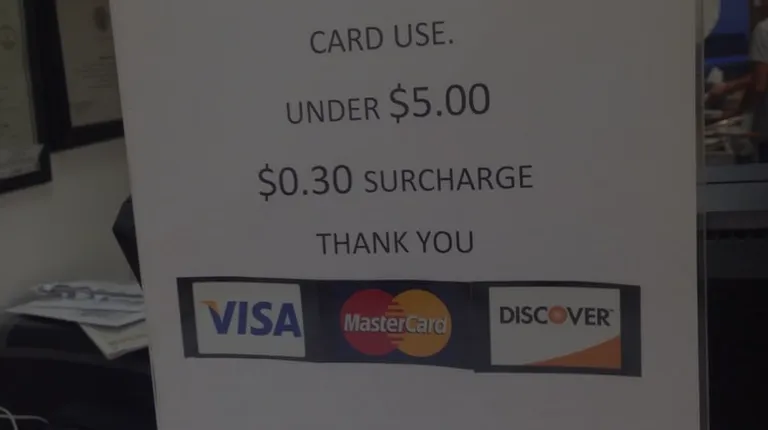 CARD USE.
UNDER $5.00
$0.30 SURCHARGE
THANK YOU
VISA MasterCard DISCOVER